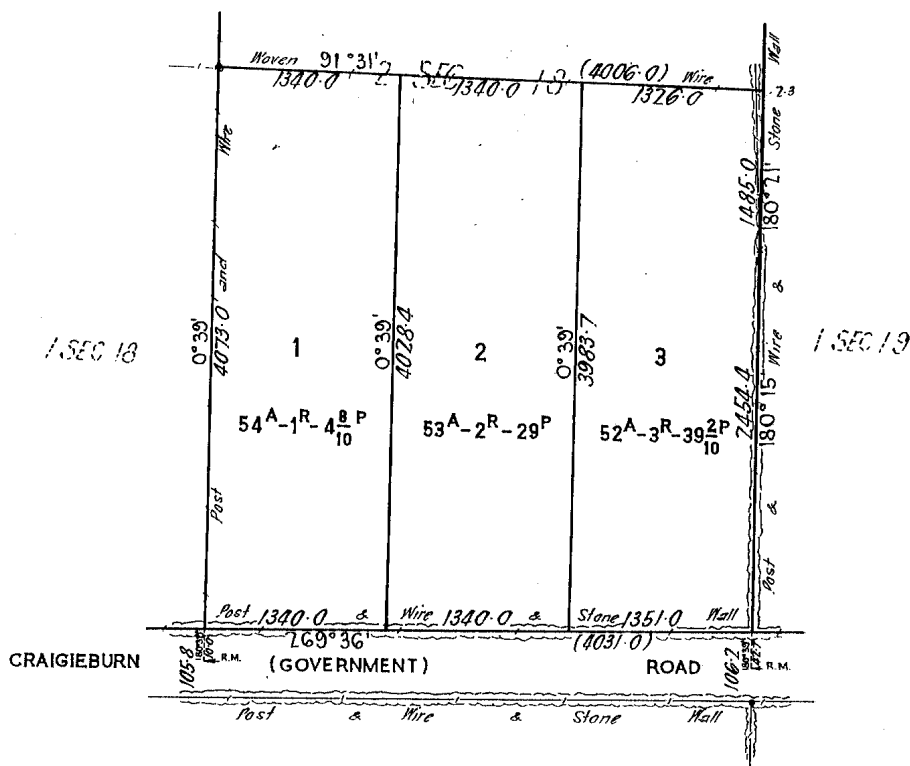 Woven 91°31' 2 SEC 18 (4006.0) Wire
1340.0 1340.0 1326.0
2.3
Wall
Stone
&
Wire
&
Post
1485.0
180°21'
2454.4
180°15'
Wire
and
Post
0°39'
4073.0'
0°39'
4028.4
0°39'
3983.7
1 SEC 18
1 SEC 19
1
2
3
54A-1R-4 8/10 P
53A-2R-29P
52A-3R-39 2/10 P
Post 1340.0 & Wire 1340.0 & Stone 1351.0 Wall
269°36'
(4031.0)
CRAIGIEBURN (GOVERNMENT) ROAD
105.8
R.M.
106.2
R.M.
Post & Wire & Stone Wall